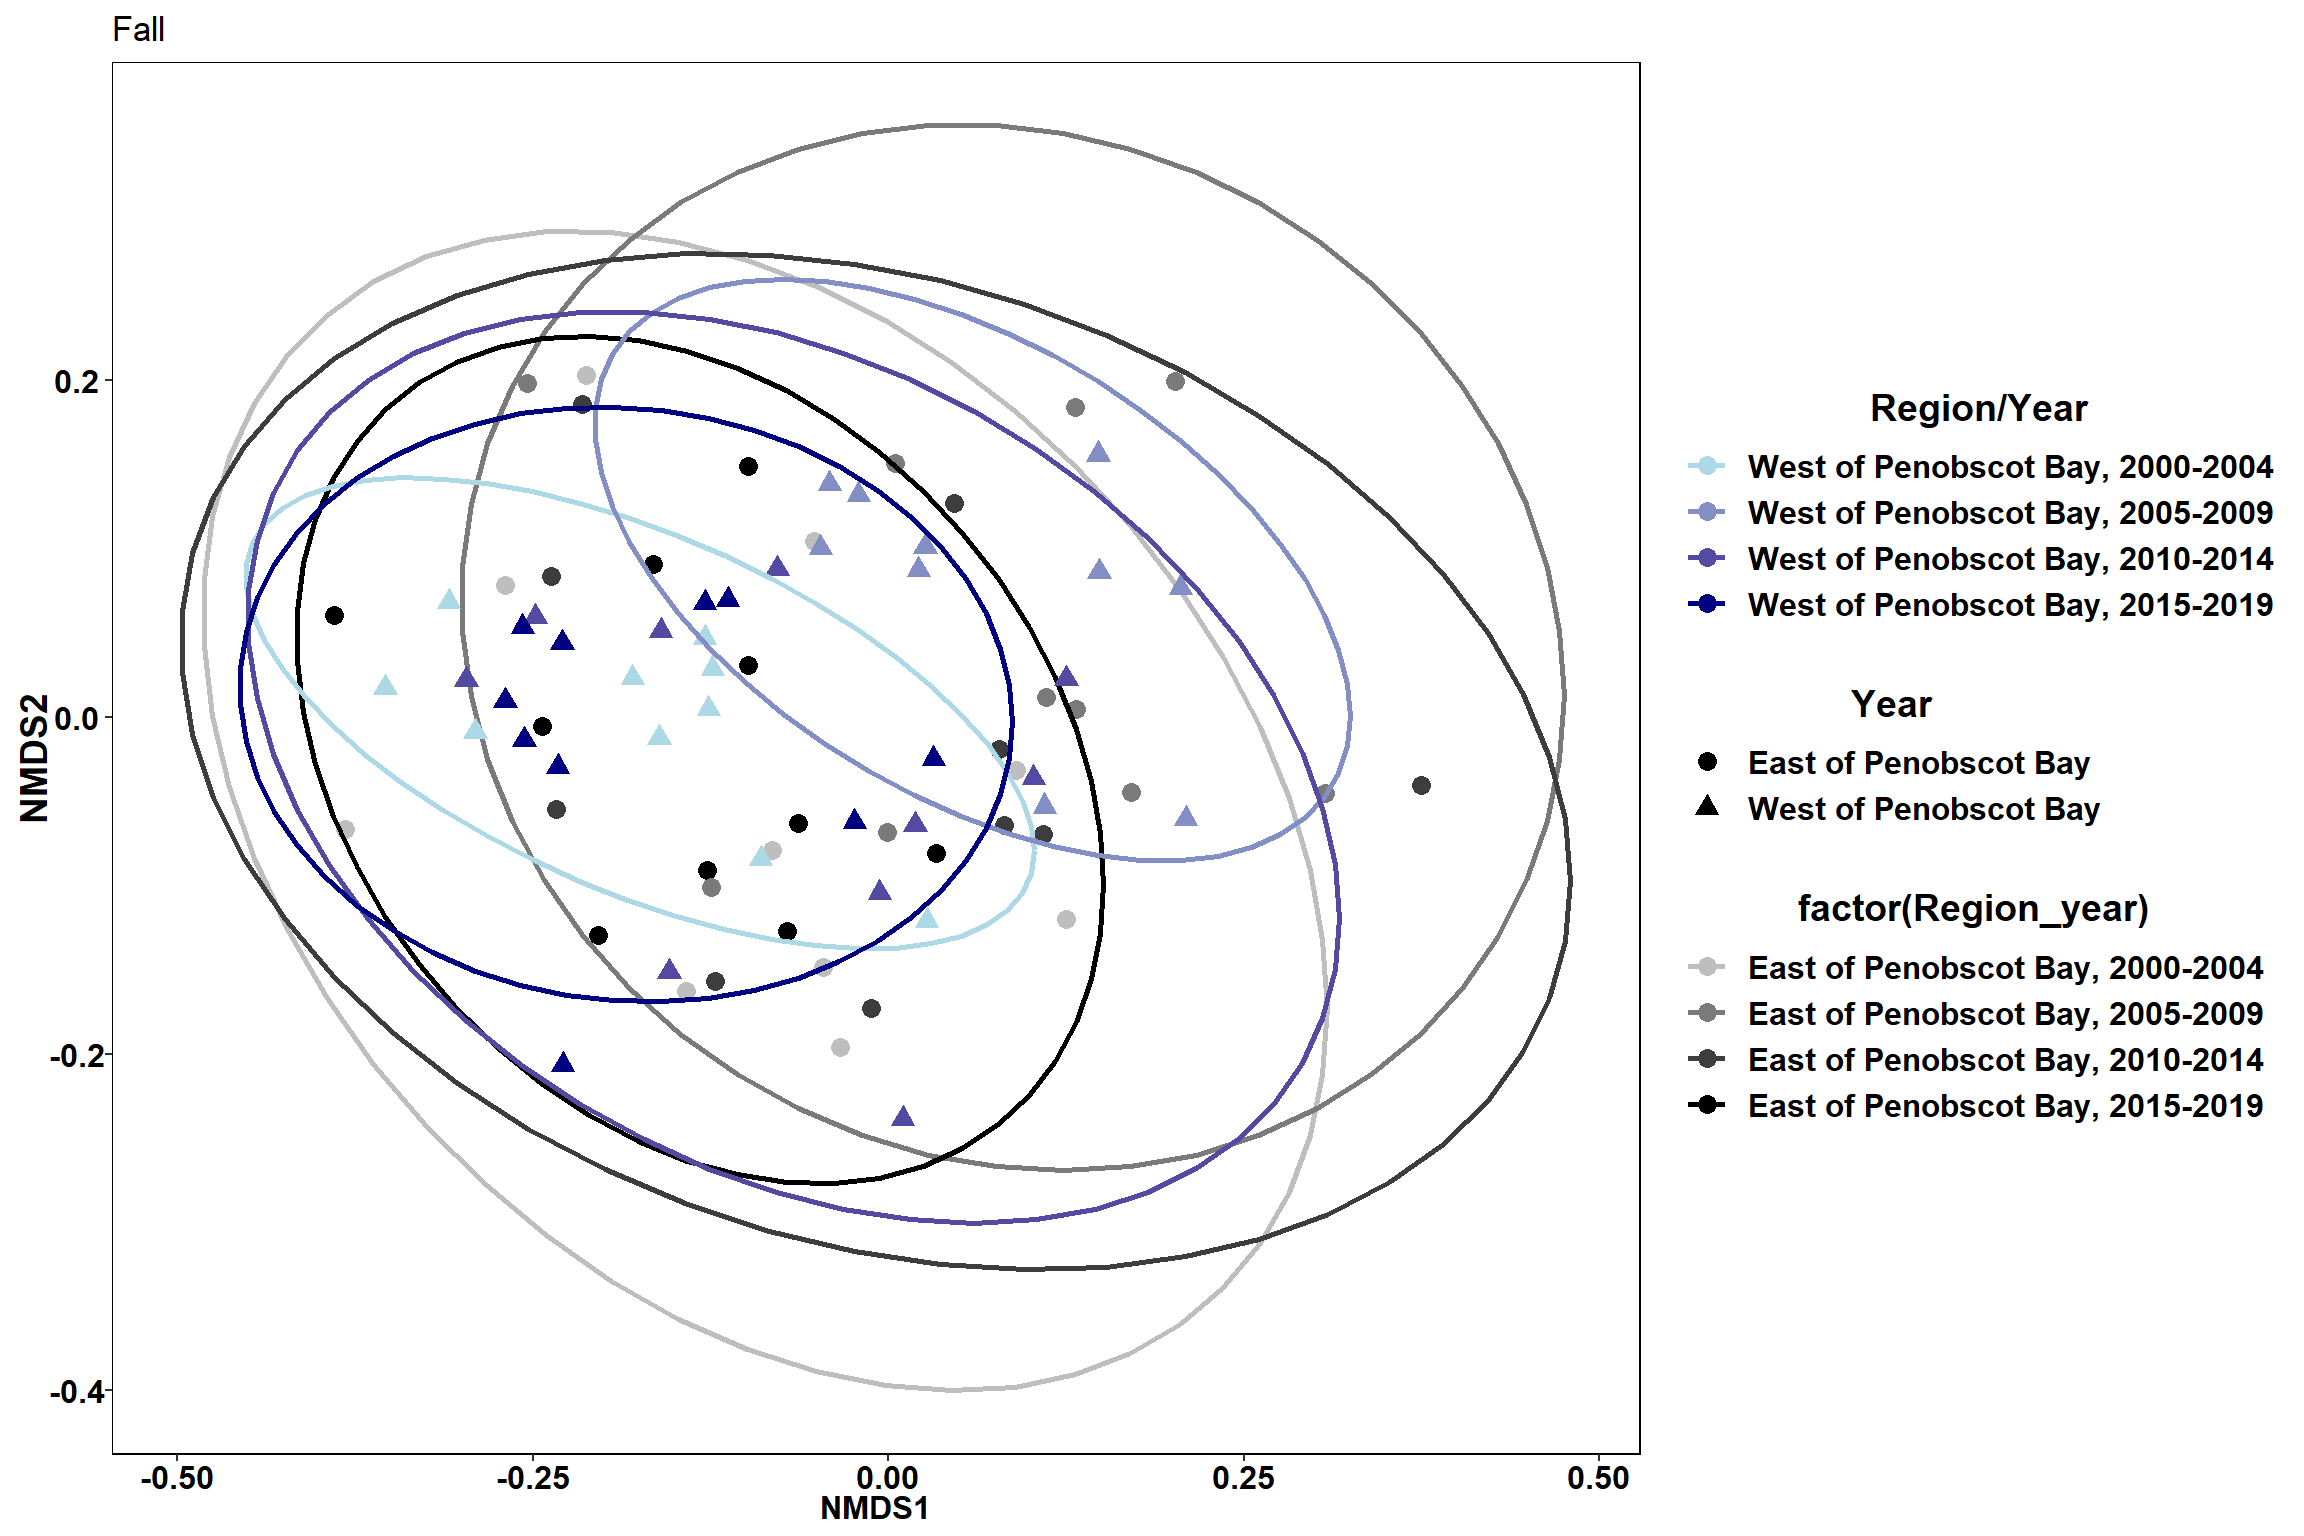 Fall
NMDS2
0.2
0.0
-0.2
-0.4
-0.50
-0.25
0.00
0.25
0.50
NMDS1
Region/Year
West of Penobscot Bay, 2000-2004
West of Penobscot Bay, 2005-2009
West of Penobscot Bay, 2010-2014
West of Penobscot Bay, 2015-2019
Year
East of Penobscot Bay
West of Penobscot Bay
factor(Region_year)
East of Penobscot Bay, 2000-2004
East of Penobscot Bay, 2005-2009
East of Penobscot Bay, 2010-2014
East of Penobscot Bay, 2015-2019